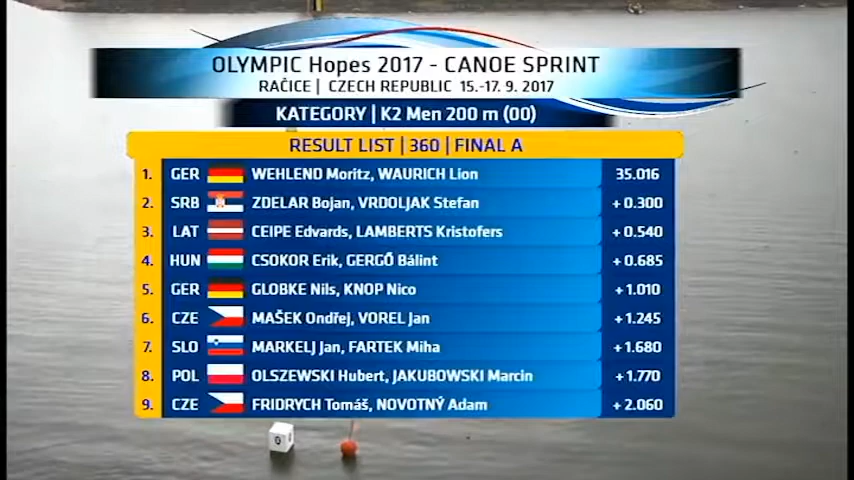 OLYMPIC Hopes 2017 - CANOE SPRINT
RAČICE | CZECH REPUBLIC 15.-17. 9. 2017
KATEGORY | K2 Men 200 m (00)
RESULT LIST | 360 | FINAL A
1. GER WEHLEND Moritz, WAURICH Lion 35.016
2. SRB ZDELAR Bojan, VRDOLJAK Stefan + 0.300
3. LAT CEIPE Edvards, LAMBERTS Kristofers + 0.540
4. HUN CSOKOR Erik, GERGŐ Bálint + 0.685
5. GER GLOBKE Nils, KNOP Nico + 1.010
6. CZE MAŠEK Ondřej, VOREL Jan + 1.245
7. SLO MARKELJ Jan, FARTEK Miha + 1.680
8. POL OLSZEWSKI Hubert, JAKUBOWSKI Marcin + 1.770
9. CZE FRIDRYCH Tomáš, NOVOTNÝ Adam + 2.060
0